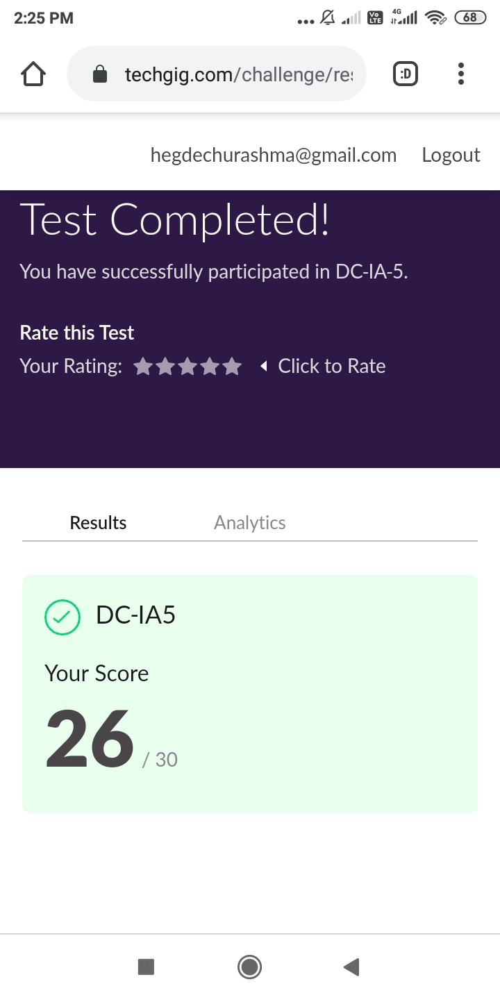 2:25 PM
Vo LTE 4G 68
techgig.com/challenge/re
:D
hegdechurashma@gmail.com Logout
Test Completed!
You have successfully participated in DC-IA-5.
Rate this Test
Your Rating: Click to Rate
Results Analytics
DC-IA5
Your Score
26 / 30